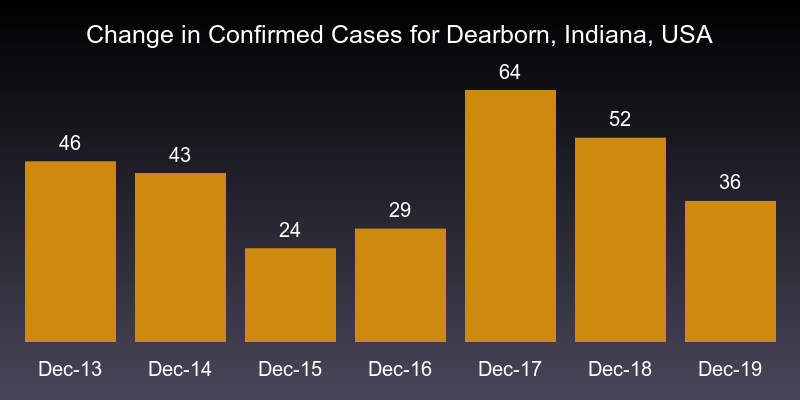 Change in Confirmed Cases for Dearborn, Indiana, USA
46
43
24
29
64
52
36
Dec-13
Dec-14
Dec-15
Dec-16
Dec-17
Dec-18
Dec-19